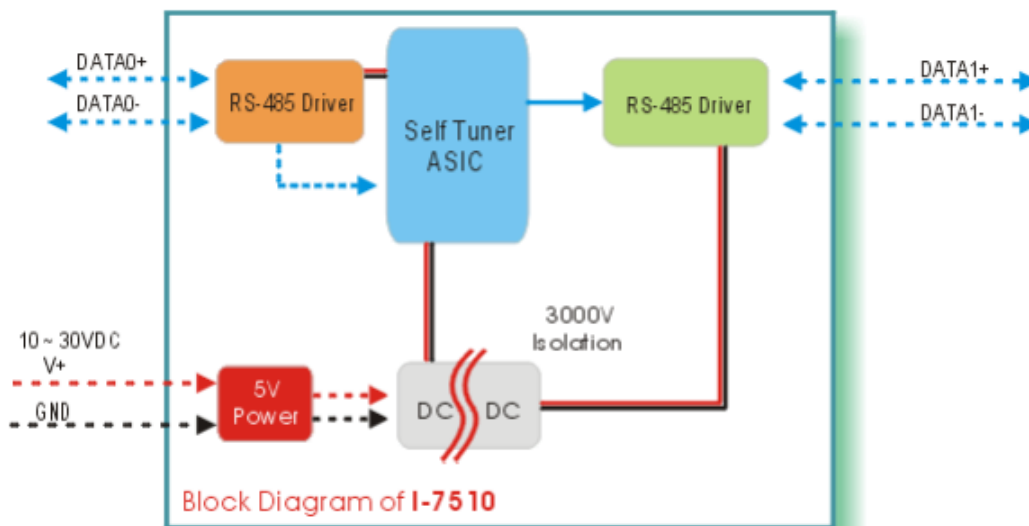 DATA0+
DATA0-
RS-485 Driver
Self Tuner
ASIC
RS-485 Driver
DATA1+
DATA1-
10 ~ 30VDC
V+
GND
5V
Power
DC DC
3000V
Isolation
Block Diagram of I-7510